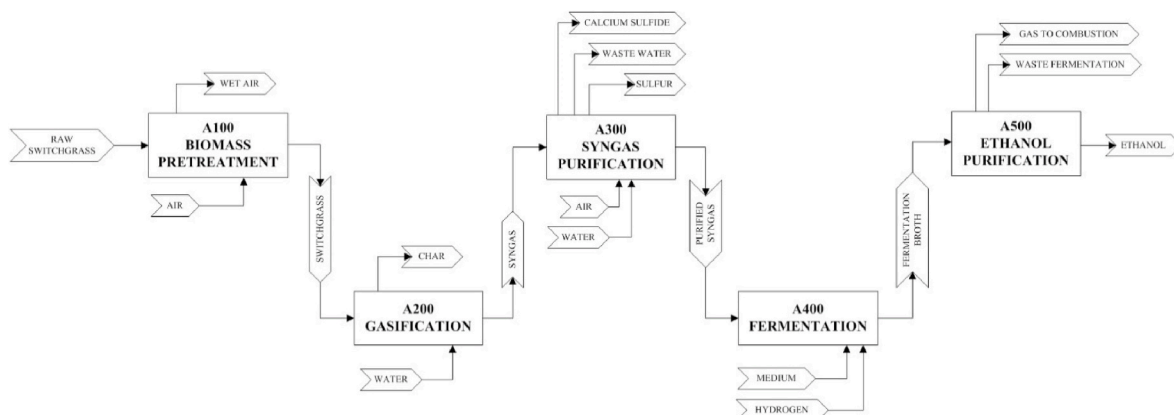 RAW
SWITCHGRASS
WET AIR
A100
BIOMASS
PRETREATMENT
AIR
SWITCHGRASS
CHAR
A200
GASIFICATION
WATER
SYNGAS
CALCIUM SULFIDE
WASTE WATER
SULFUR
A300
SYNGAS
PURIFICATION
AIR
WATER
PURIFIED
SYNGAS
A400
FERMENTATION
MEDIUM
HYDROGEN
FERMENTATION
BROTH
GAS TO COMBUSTION
WASTE FERMENTATION
A500
ETHANOL
PURIFICATION
ETHANOL